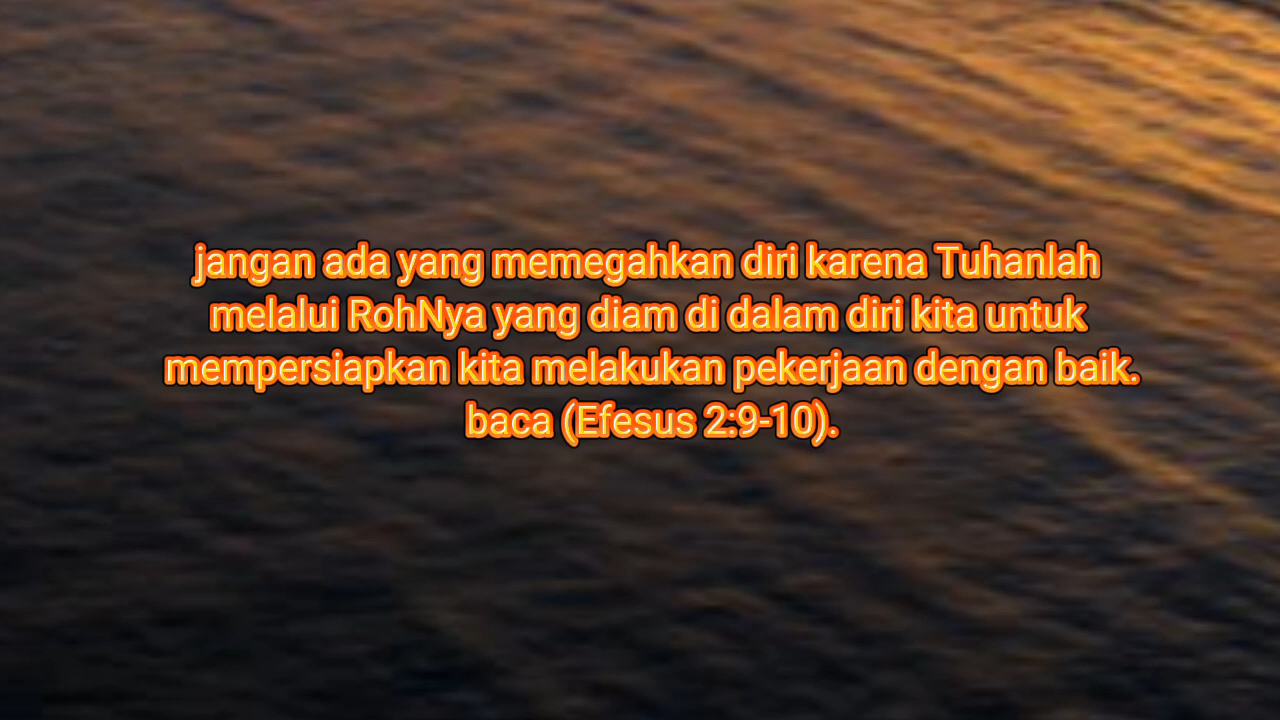 jangan ada yang memegahkan diri karena Tuhanlah
melalui RohNya yang diam di dalam diri kita untuk
mempersiapkan kita melakukan pekerjaan dengan baik.
baca (Efesus 2:9-10).